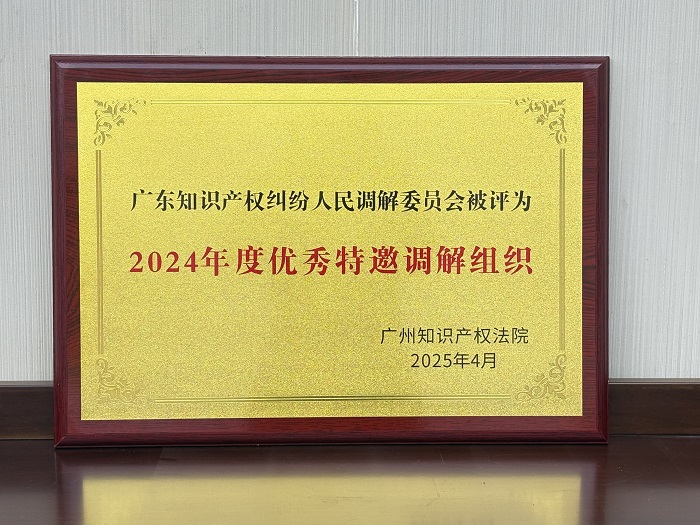 广东知识产权纠纷人民调解委员会被评为
2024年度优秀特邀调解组织
广州知识产权法院
2025年4月